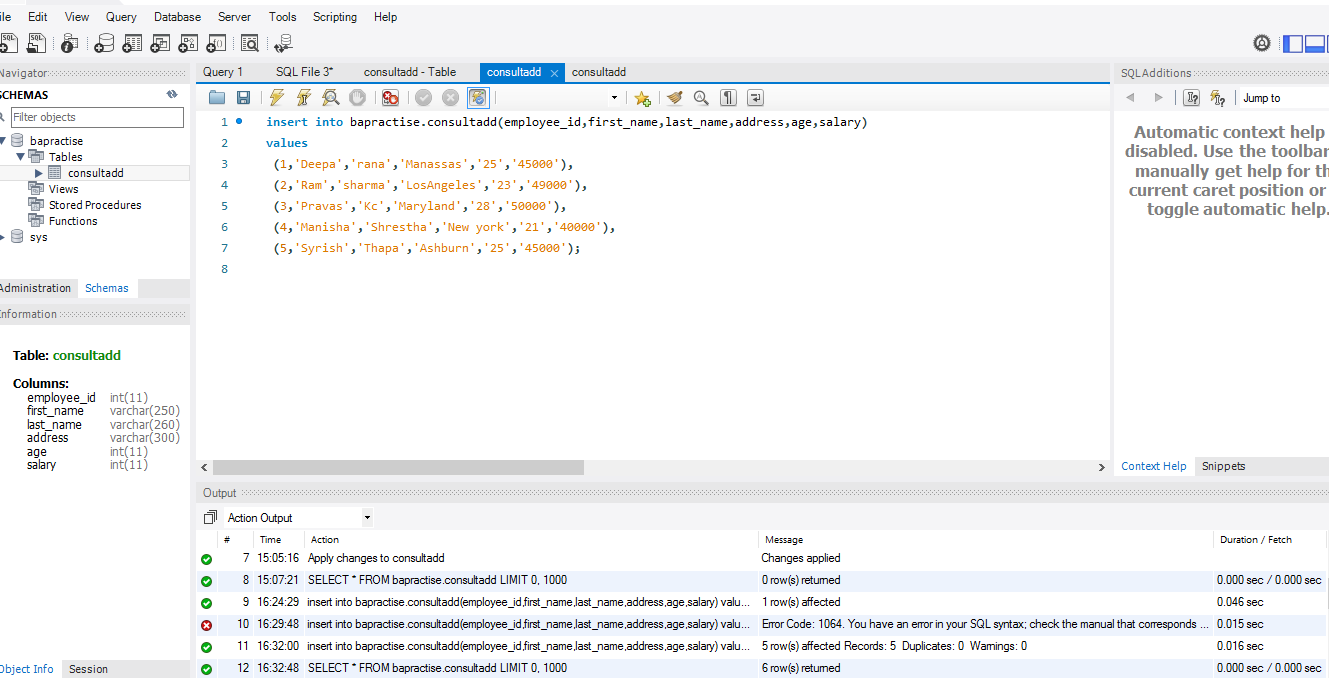 ile Edit View Query Database Server Tools Scripting Help
Navigator
SCHEMAS
Filter objects
bapractise
Tables
consultadd
Views
Stored Procedures
Functions
sys
Administration Schemas
Information
Table: consultadd
Columns:
employee_id int(11)
first_name varchar(250)
last_name varchar(260)
address varchar(300)
age int(11)
salary int(11)
Object Info Session
Query 1 SQL File 3* consultadd - Table consultadd consultadd
1 insert into bapractise.consultadd(employee_id,first_name,last_name,address,age,salary)
2 values
3 (1,'Deepa','rana','Manassas','25','45000'),
4 (2,'Ram','sharma','LosAngeles','23','49000'),
5 (3,'Pravas','Kc','Maryland','28','50000'),
6 (4,'Manisha','Shrestha','New york','21','40000'),
7 (5,'Syrish','Thapa','Ashburn','25','45000');
8
SQLAdditions
Jump to
Automatic context help
disabled. Use the toolbar
manually get help for th
current caret position or
toggle automatic help.
Context Help Snippets
Output
Action Output
# Time Action Message Duration / Fetch
7 15:05:16 Apply changes to consultadd Changes applied
8 15:07:21 SELECT * FROM bapractise.consultadd LIMIT 0, 1000 0 row(s) returned 0.000 sec / 0.000 sec
9 16:24:29 insert into bapractise.consultadd(employee_id,first_name,last_name,address,age,salary) valu... 1 row(s) affected 0.046 sec
10 16:29:48 insert into bapractise.consultadd(employee_id,first_name,last_name,address,age,salary) valu... Error Code: 1064. You have an error in your SQL syntax; check the manual that corresponds ... 0.015 sec
11 16:32:00 insert into bapractise.consultadd(employee_id,first_name,last_name,address,age,salary) valu... 5 row(s) affected Records: 5 Duplicates: 0 Warnings: 0 0.016 sec
12 16:32:48 SELECT * FROM bapractise.consultadd LIMIT 0, 1000 6 row(s) returned 0.000 sec / 0.000 sec